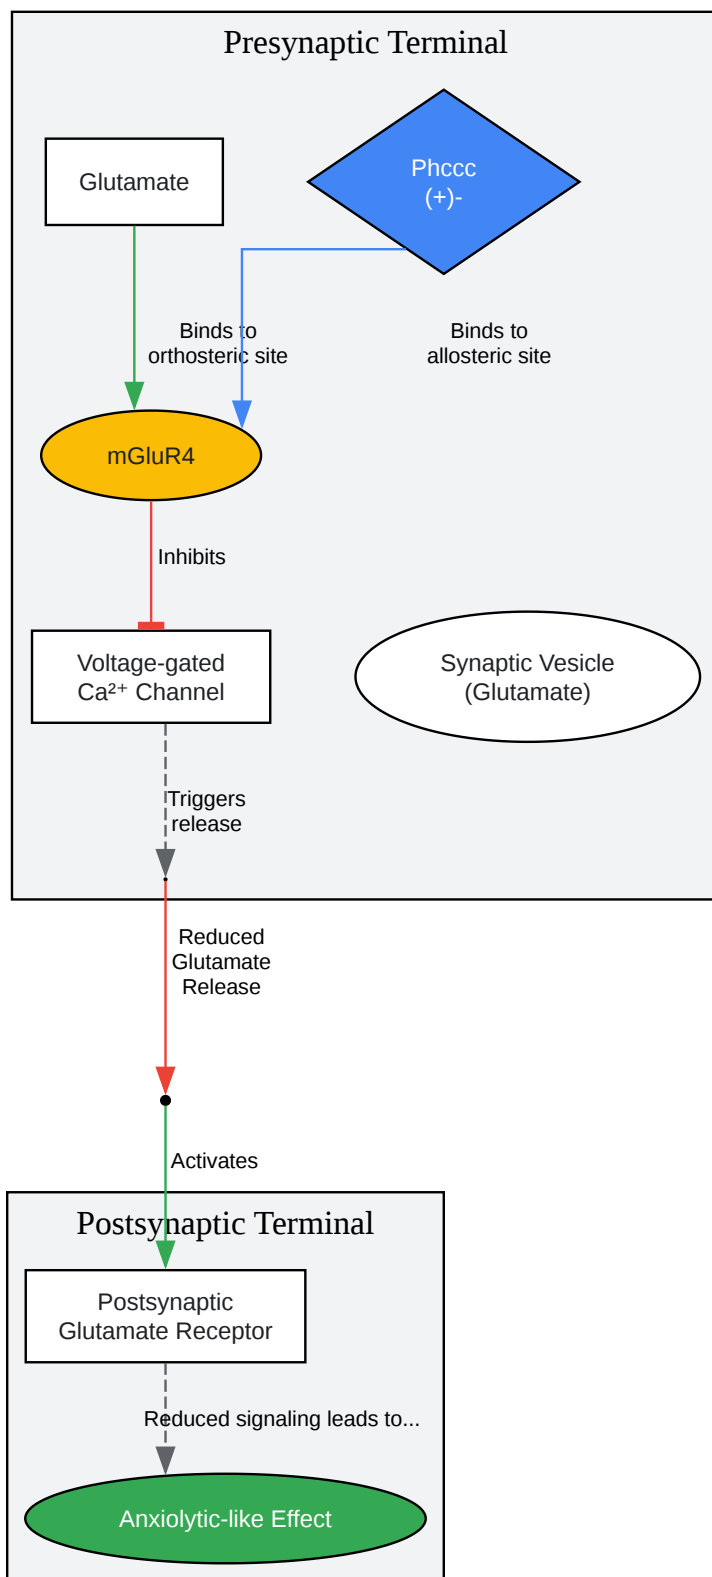 Presynaptic Terminal
Glutamate
Phccc
(+)-
Binds to
orthosteric site
Binds to
allosteric site
mGluR4
Inhibits
Voltage-gated
Ca²⁺ Channel
Synaptic Vesicle
(Glutamate)
Triggers
release
Reduced
Glutamate
Release
Activates
Postsynaptic Terminal
Postsynaptic
Glutamate Receptor
Reduced signaling leads to...
Anxiolytic-like Effect